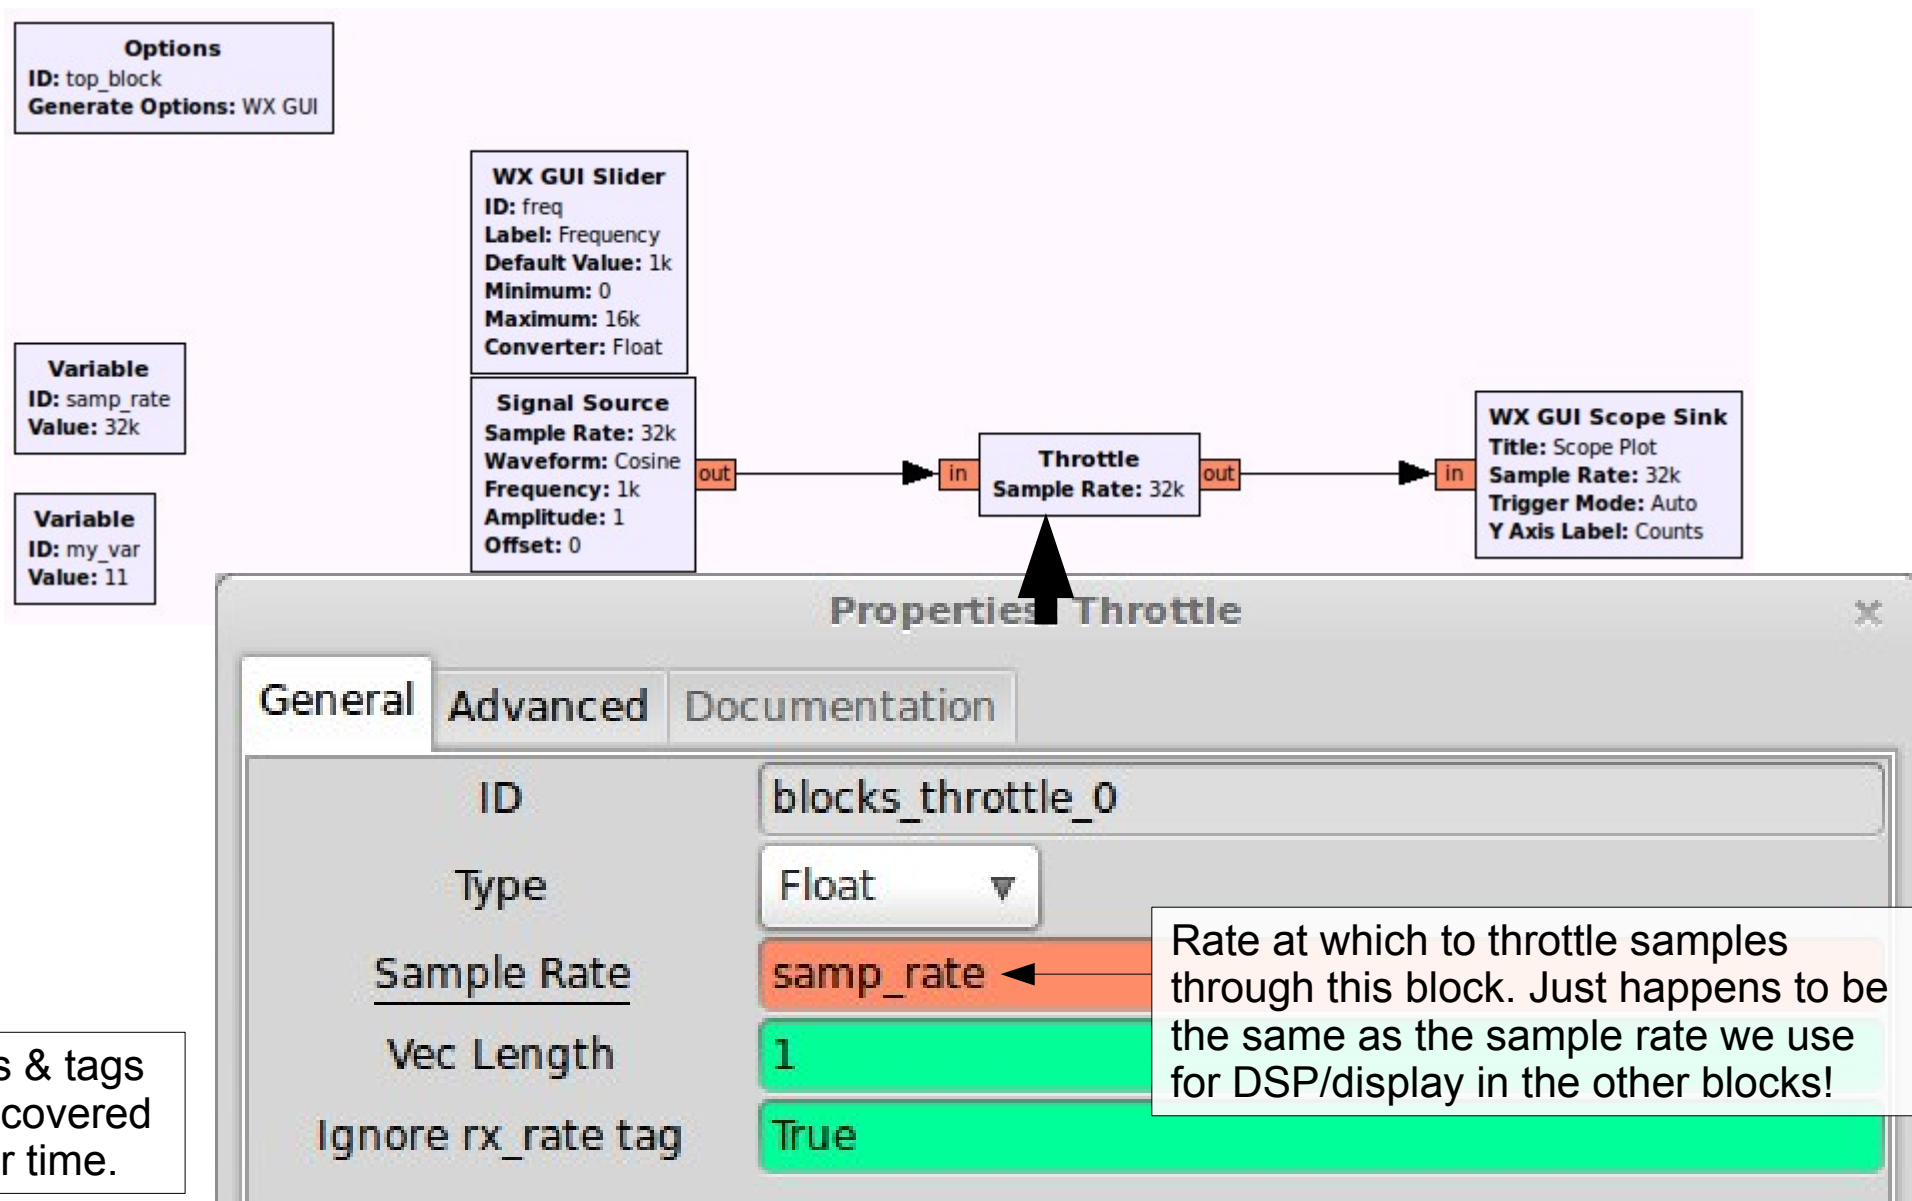 Options
ID: top_block
Generate Options: WX GUI
WX GUI Slider
ID: freq
Label: Frequency
Default Value: 1k
Minimum: 0
Maximum: 16k
Converter: Float
Variable
ID: samp_rate
Value: 32k
Signal Source
Sample Rate: 32k
Waveform: Cosine
Frequency: 1k
Amplitude: 1
Offset: 0
out
in
Throttle
Sample Rate: 32k
out
in
WX GUI Scope Sink
Title: Scope Plot
Sample Rate: 32k
Trigger Mode: Auto
Y Axis Label: Counts
Variable
ID: my_var
Value: 11
Properties: Throttle
General Advanced Documentation
ID blocks_throttle_0
Type Float
Sample Rate samp_rate
Vec Length 1
Ignore rx_rate tag True
Rate at which to throttle samples
through this block. Just happens to be
the same as the sample rate we use
for DSP/display in the other blocks!
s & tags
covered
r time.